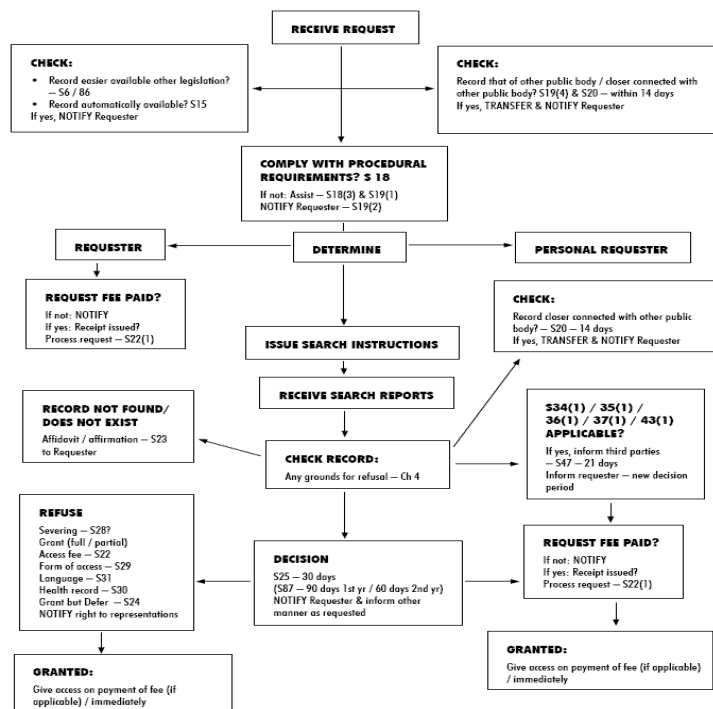 RECEIVE REQUEST
CHECK:
• Record easier available other legislation?
– S6 / 86
• Record automatically available? S15
If yes, NOTIFY Requester
CHECK:
Record that of other public body / closer connected with
other public body? S19(4) & S20 – within 14 days
If yes, TRANSFER & NOTIFY Requester
COMPLY WITH PROCEDURAL
REQUIREMENTS? S 18
If not: Assist – S18(3) & S19(1)
NOTIFY Requester – S19(2)
REQUESTER
DETERMINE
PERSONAL REQUESTER
REQUEST FEE PAID?
If not: NOTIFY
If yes: Receipt issued?
Process request – S22(1)
CHECK:
Record closer connected with other public
body? – S20 – 14 days
If yes, TRANSFER & NOTIFY Requester
ISSUE SEARCH INSTRUCTIONS
RECEIVE SEARCH REPORTS
RECORD NOT FOUND/
DOES NOT EXIST
Affidavit / affirmation – S23
to Requester
CHECK RECORD:
Any grounds for refusal – Ch 4
S34(1) / 35(1) /
36(1) / 37(1) / 43(1)
APPLICABLE?
If yes, inform third parties
– S47 – 21 days
Inform requester – new decision
period
REFUSE
Severing – S28?
Grant (full / partial)
Access fee – S22
Form of access – S29
Language – S31
Health record – S30
Grant but Defer – S24
NOTIFY right to representations
DECISION
S25 – 30 days
(S87 – 90 days 1st yr / 60 days 2nd yr)
NOTIFY Requester & inform other
manner as requested
REQUEST FEE PAID?
If not: NOTIFY
If yes: Receipt issued?
Process request – S22(1)
GRANTED:
Give access on payment of fee (if
applicable) / immediately
GRANTED:
Give access on payment of fee (if applicable)
/ immediately